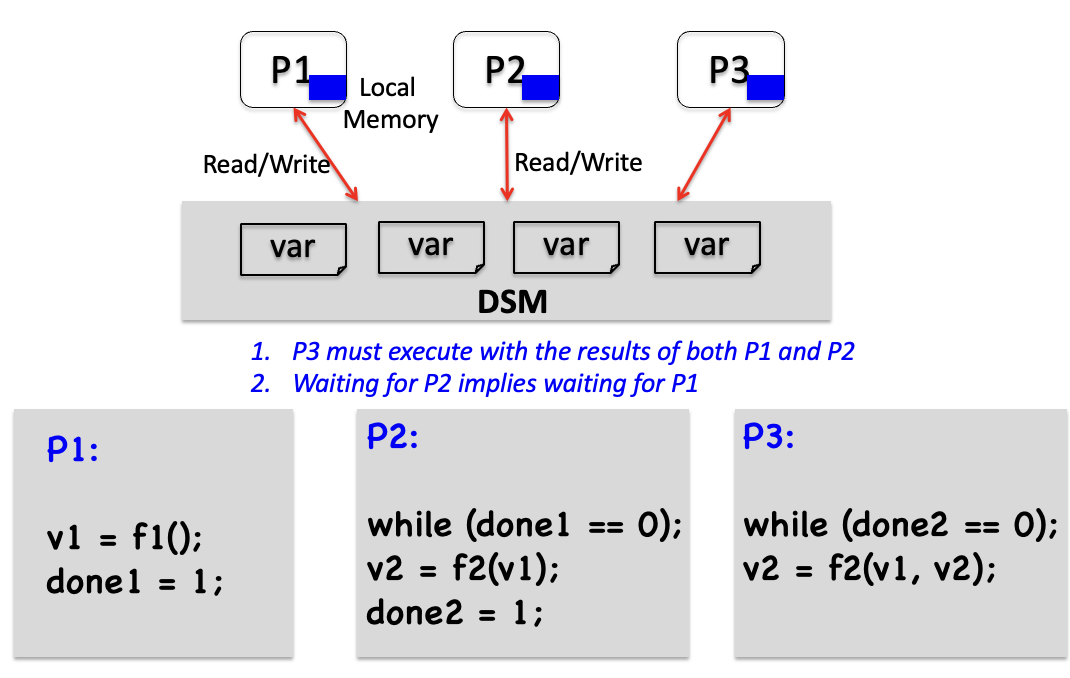 P1
P2
P3
Local
Memory
Read/Write
Read/Write
var
var
var
var
DSM
1. P3 must execute with the results of both P1 and P2
2. Waiting for P2 implies waiting for P1
P1:
v1 = f1();
done1 = 1;
P2:
while (done1 == 0);
v2 = f2(v1);
done2 = 1;
P3:
while (done2 == 0);
v2 = f2(v1, v2);